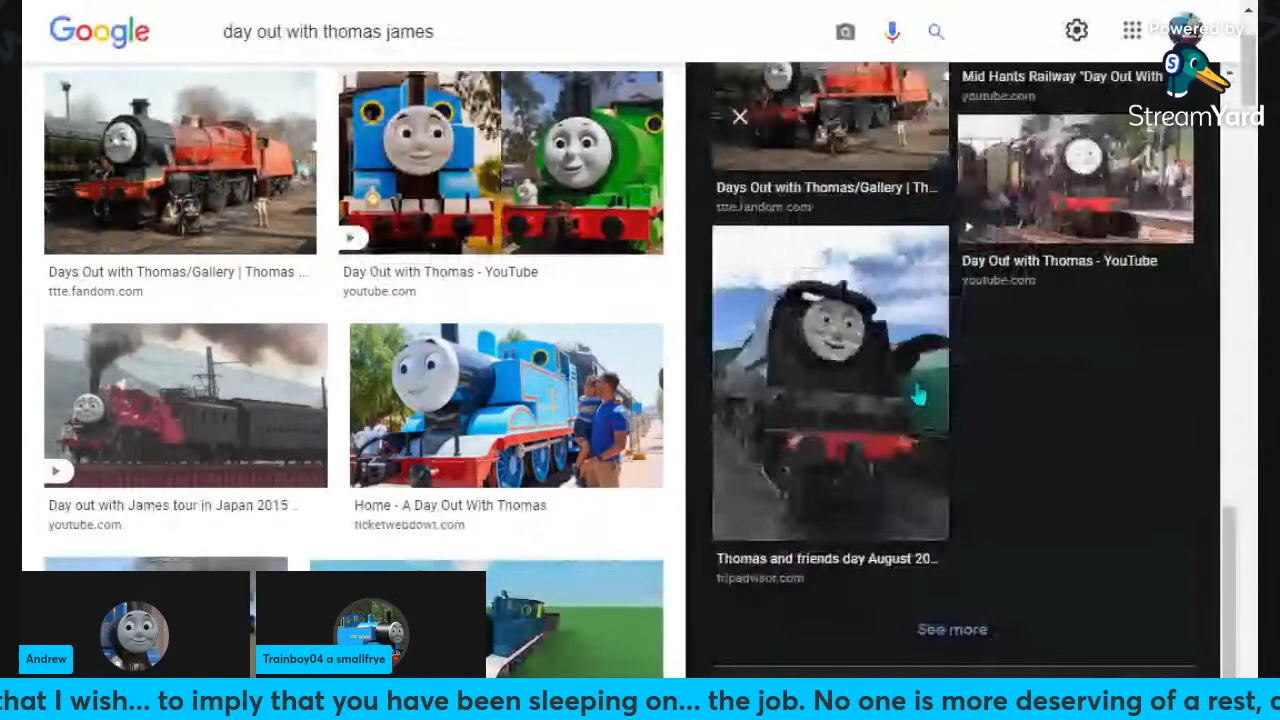 Google
day out with thomas james
Powered by
StreamYard
Days Out with Thomas/Gallery | Thomas ...
ttte.fandom.com
Day Out with Thomas - YouTube
youtube.com
Day out with James tour in Japan 2015 ..
youtube.com
Home - A Day Out With Thomas
ticketwebdowt.com
Mid Hants Railway "Day Out With
youtube.com
Days Out with Thomas/Gallery | Th...
ttte.fandom.com
Day Out with Thomas - YouTube
youtube.com
Thomas and friends day August 20...
tripadvisor.com
See more
Andrew
Trainboy04 a smallfrye
that I wish... to imply that you have been sleeping on... the job. No one is more deserving of a rest,